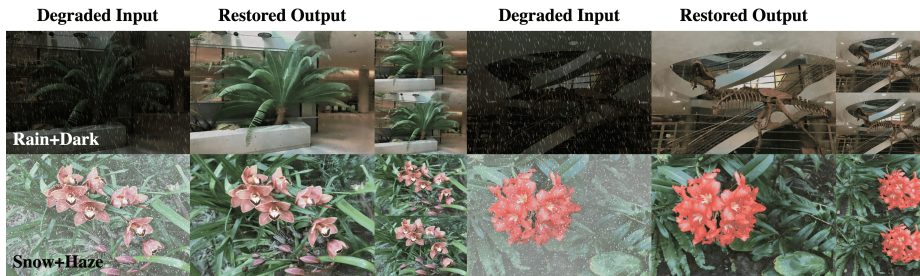 Degraded Input
Restored Output
Degraded Input
Restored Output
Rain+Dark
Snow+Haze